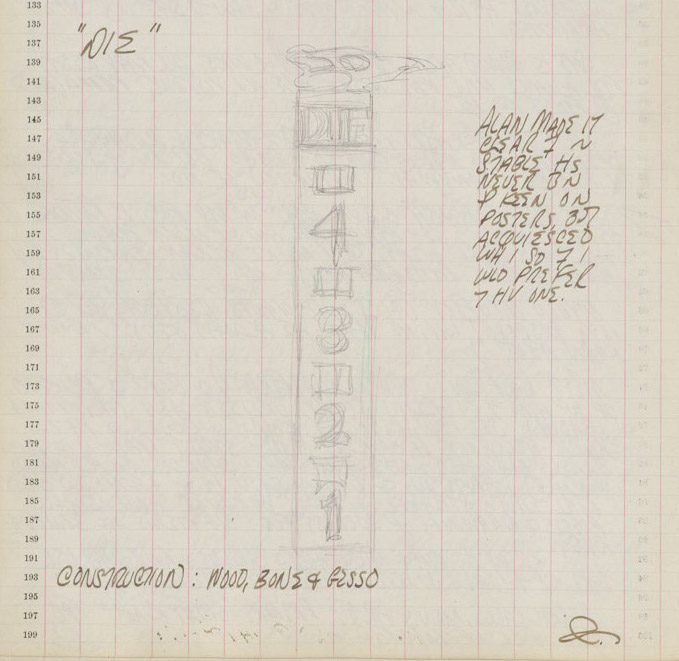 133
135
137
139
141
143
145
147
149
151
153
155
157
159
161
163
165
167
169
171
173
175
177
179
181
183
185
187
189
191
193
195
197
199
"DIE"
DIE
4
3
2
1
ALAN MADE IT
CLEAR T
STABLE HS
NEVER BN
KEEN ON
POSTERS, BUT
ACQUIESCED
WH I SD T I
WLD PREFER
T HV ONE.
CONSTRUCTION: WOOD, BONE & GESSO